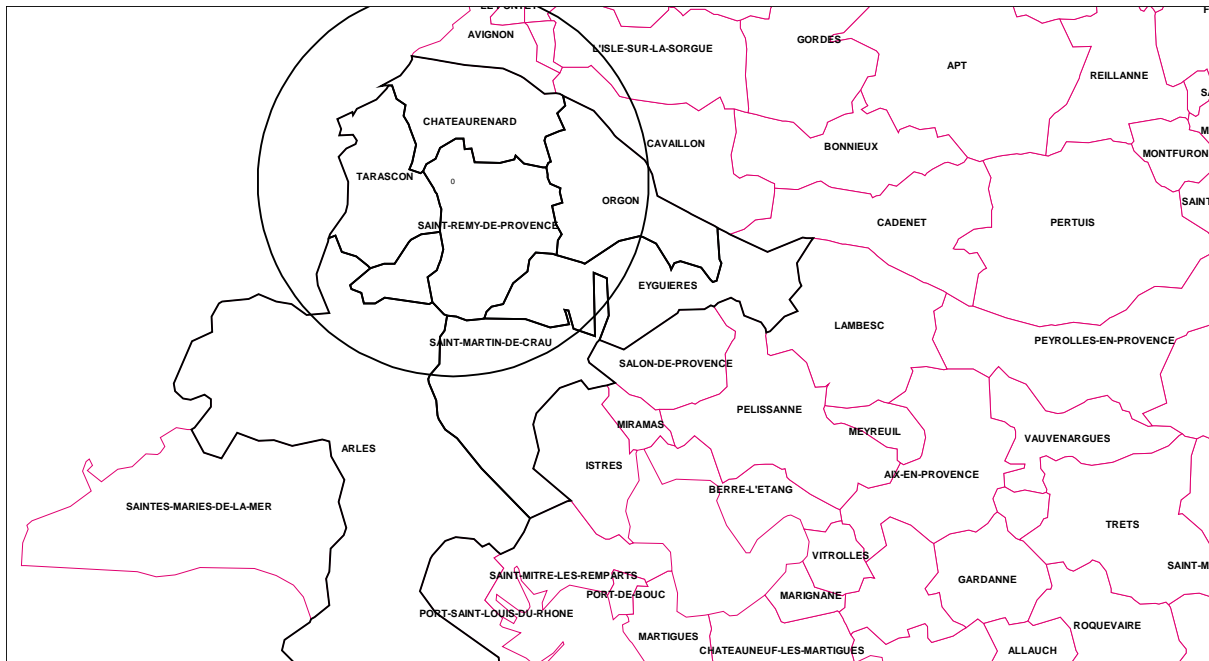 AVIGNON
L'ISLE-SUR-LA-SORGUE
GORDES
APT
REILLANNE
CHATEAURENARD
CAVAILLON
BONNIEUX
MONTFURON
TARASCON
0
ORGON
SAINT-REMY-DE-PROVENCE
CADENET
PERTUIS
EYGUIERES
LAMBESC
SAINT-MARTIN-DE-CRAU
PEYROLLES-EN-PROVENCE
SALON-DE-PROVENCE
PELISSANNE
MIRAMAS
MEYREUIL
VAUVENARGUES
ARLES
ISTRES
AIX-EN-PROVENCE
BERRE-L'ETANG
SAINTES-MARIES-DE-LA-MER
TRETS
VITROLLES
SAINT-M
SAINT-MITRE-LES-REMPARTS
GARDANNE
PORT-DE-BOUC
MARIGNANE
PORT-SAINT-LOUIS-DU-RHONE
ROQUEVAIRE
MARTIGUES
CHATEAUNEUF-LES-MARTIGUES
ALLAUCH